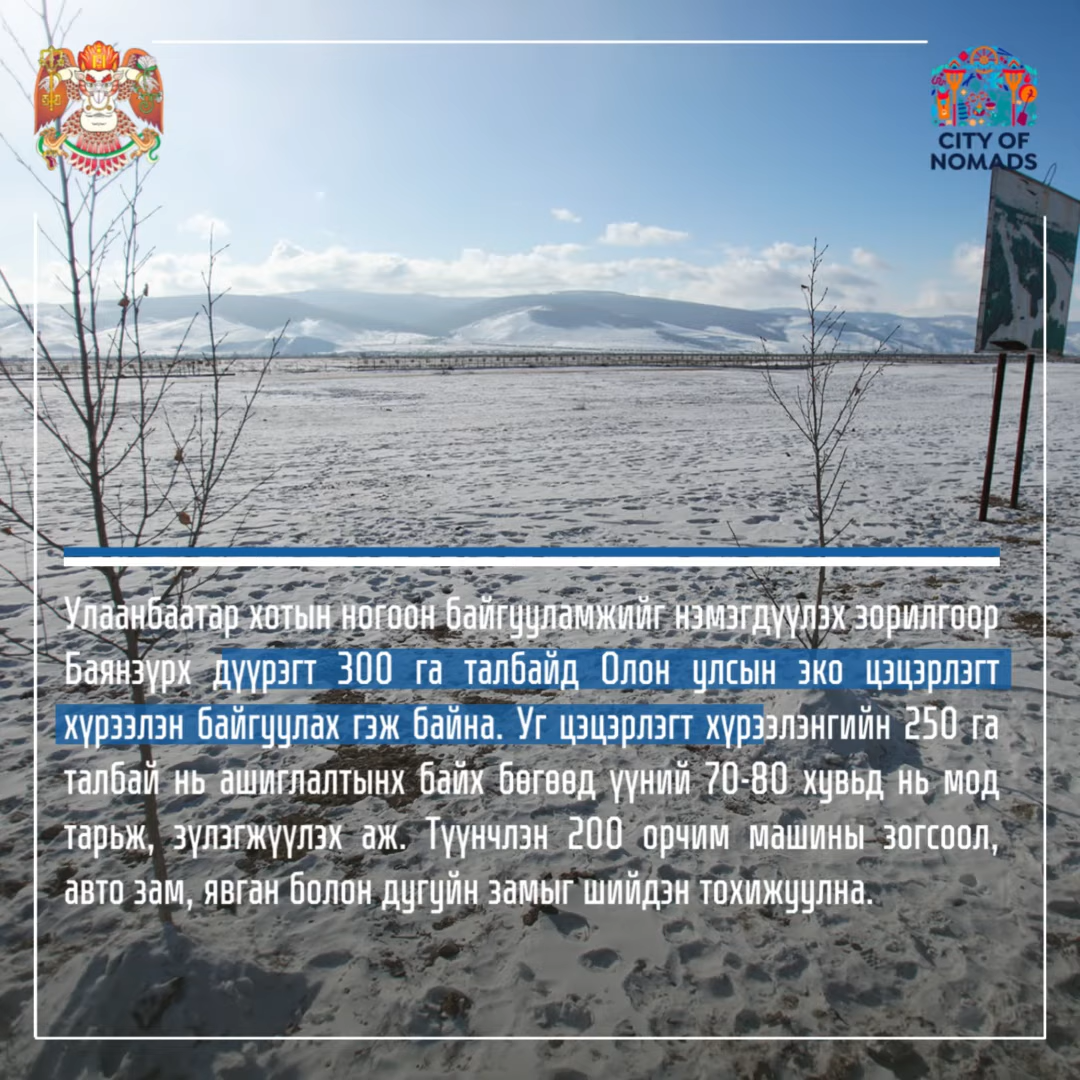 CITY OF
NOMADS
Улаанбаатар хотын ногоон байгууламжийг нэмэгдүүлэх зорилгоор
Баянзүрх дүүрэгт 300 га талбайд Олон улсын эко цэцэрлэгт
хүрээлэн байгуулах гэж байна. Уг цэцэрлэгт хүрээлэнгийн 250 га
талбай нь ашиглалтынх байх бөгөөд үүний 70-80 хувьд нь мод
тарьж, зүлэгжүүлэх аж. Түүнчлэн 200 орчим машины зогсоол,
авто зам, явган болон дугуйн замыг шийдэн тохижуулна.